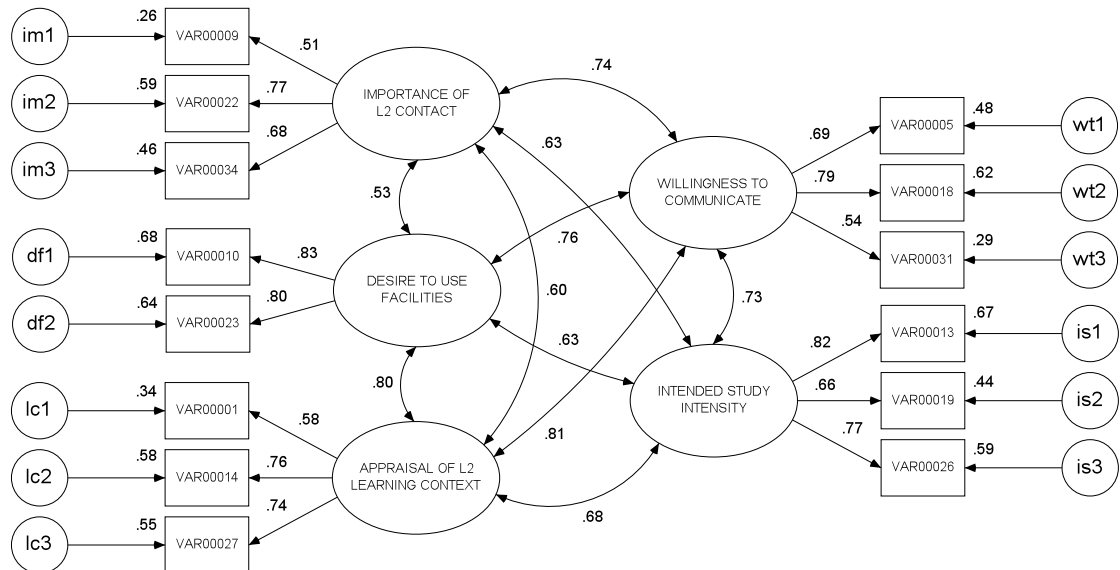 im1
.26
VAR00009
.51
im2
.59
VAR00022
.77
im3
.46
VAR00034
.68
IMPORTANCE OF
L2 CONTACT
.74
.63
.53
df1
.68
VAR00010
.83
df2
.64
VAR00023
.80
DESIRE TO USE
FACILITIES
.76
.60
.63
.80
lc1
.34
VAR00001
.58
lc2
.58
VAR00014
.76
lc3
.55
VAR00027
.74
APPRAISAL OF L2
LEARNING CONTEXT
.81
.68
WILLINGNESS TO
COMMUNICATE
.73
.69
VAR00005
.48
wt1
.79
VAR00018
.62
wt2
.54
VAR00031
.29
wt3
INTENDED STUDY
INTENSITY
.82
VAR00013
.67
is1
.66
VAR00019
.44
is2
.77
VAR00026
.59
is3